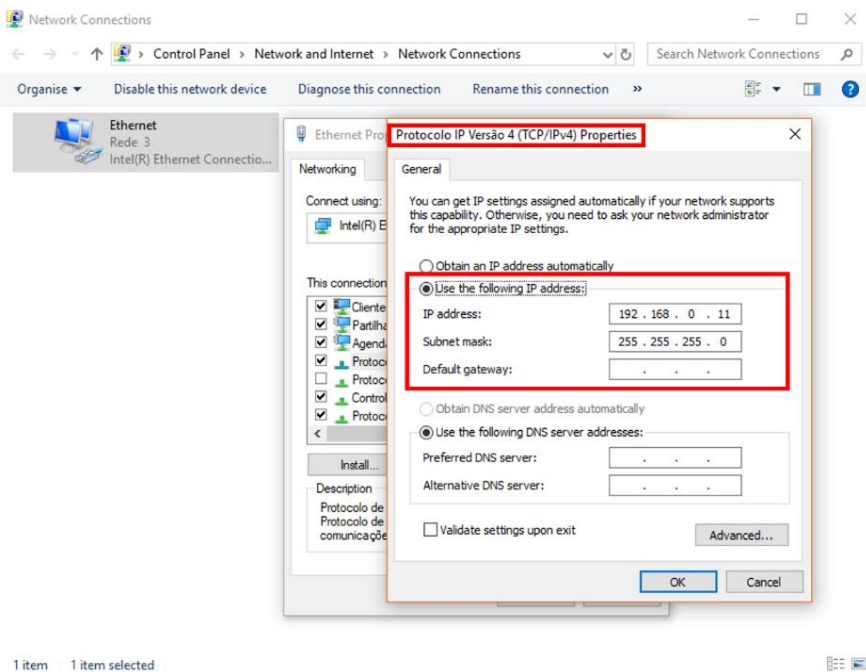 Network Connections
Control Panel > Network and Internet > Network Connections
Search Network Connections
Organise
Disable this network device
Diagnose this connection
Rename this connection
»
Ethernet
Rede 3
Intel(R) Ethernet Connectio...
Ethernet Pro
Networking
Connect using:
Intel(R) E
This connection
Cliente
Partilha
Agenda
Protoco
Protoco
Control
Protoco
Install...
Description
Protocolo de
Protocolo de
comunicaçõe
Protocolo IP Versão 4 (TCP/IPv4) Properties
General
You can get IP settings assigned automatically if your network supports
this capability. Otherwise, you need to ask your network administrator
for the appropriate IP settings.
Obtain an IP address automatically
Use the following IP address:
IP address: 192 . 168 . 0 . 11
Subnet mask: 255 . 255 . 255 . 0
Default gateway: . . .
Obtain DNS server address automatically
Use the following DNS server addresses:
Preferred DNS server: . . .
Alternative DNS server: . . .
Validate settings upon exit
Advanced...
OK
Cancel
1 item
1 item selected